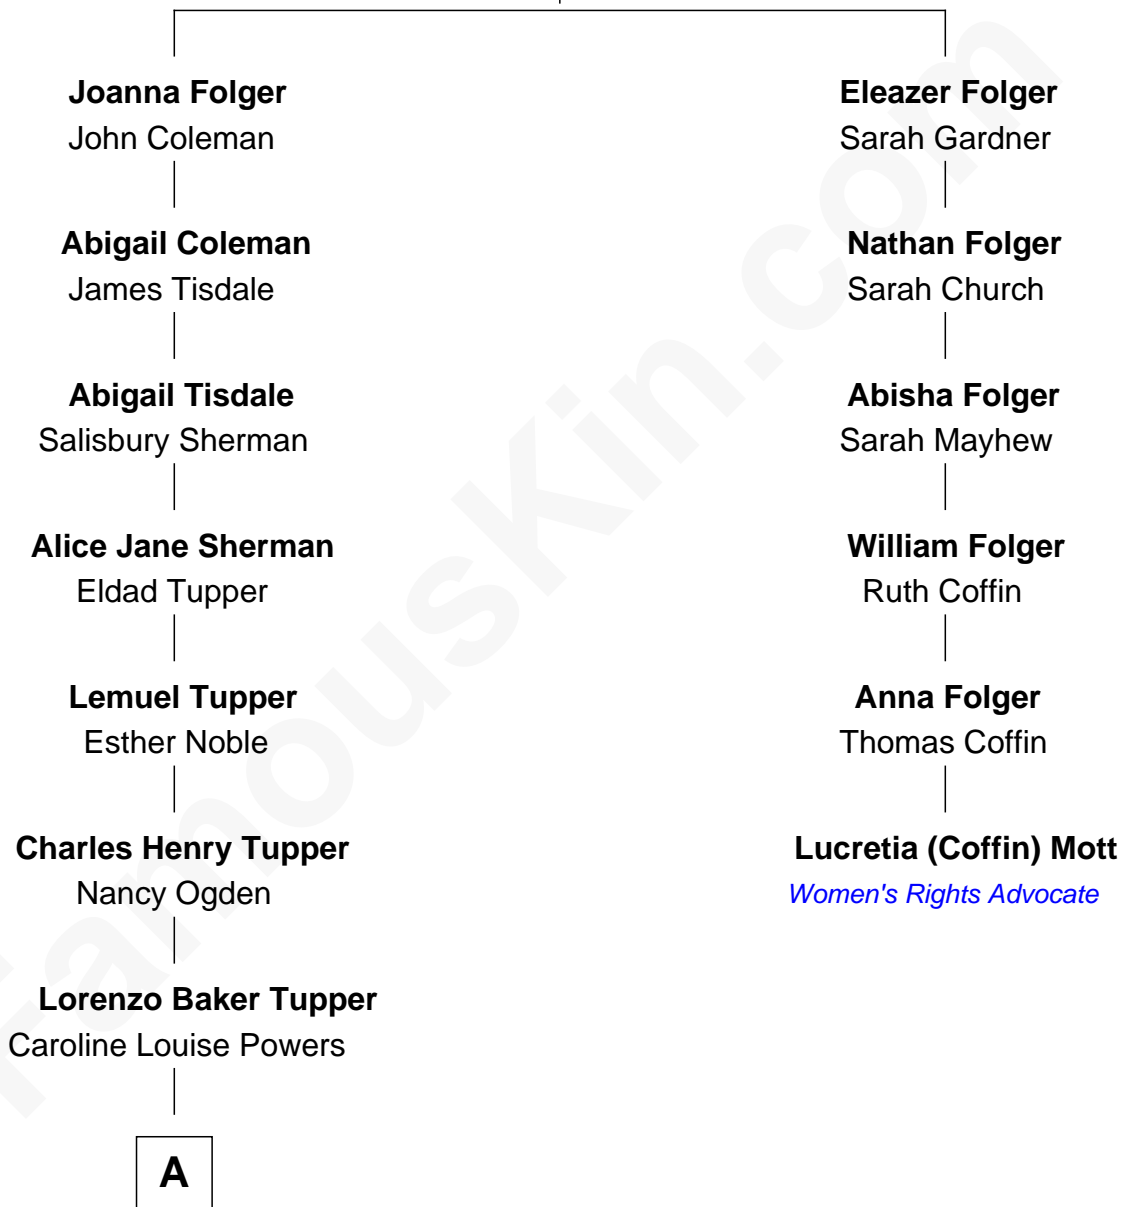 Joanna Folger
John Coleman
Abigail Coleman
James Tisdale
Abigail Tisdale
Salisbury Sherman
Alice Jane Sherman
Eldad Tupper
Lemuel Tupper
Esther Noble
Charles Henry Tupper
Nancy Ogden
Lorenzo Baker Tupper
Caroline Louise Powers
A
Eleazer Folger
Sarah Gardner
Nathan Folger
Sarah Church
Abisha Folger
Sarah Mayhew
William Folger
Ruth Coffin
Anna Folger
Thomas Coffin
Lucretia (Coffin) Mott
Women's Rights Advocate
FamousKin.com